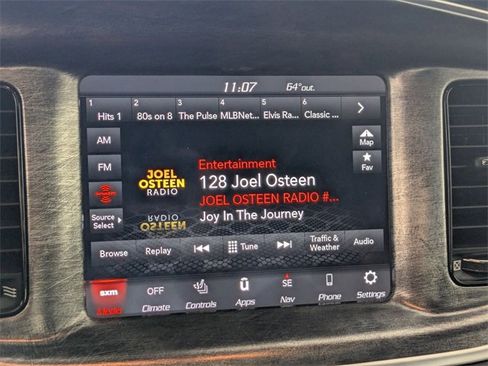 11:07 64°out.
1 2 3 4 5 6
Hits 1 80s on 8 The Pulse MLBNet... Elvis Ra... Classic ...
AM
FM
Map
Fav
Source
Select
JOEL
OSTEEN
RADIO
Entertainment
128 Joel Osteen
JOEL OSTEEN RADIO #...
Joy In The Journey
Browse Replay Tune Traffic &
Weather Audio
sxm OFF SE
Media Climate Controls Apps Nav Phone Settings